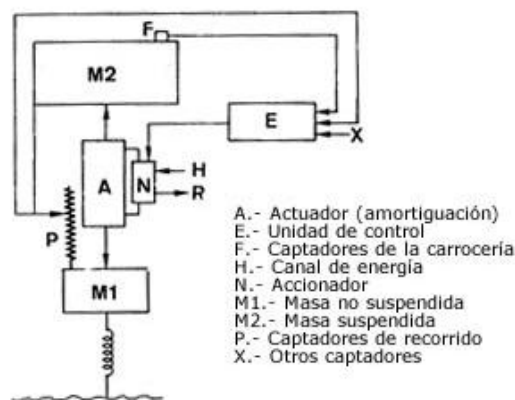 F
M2
E
X
H
A
N
R
P
M1
A.- Actuador (amortiguación)
E.- Unidad de control
F.- Captadores de la carrocería
H.- Canal de energía
N.- Accionador
M1.- Masa no suspendida
M2.- Masa suspendida
P.- Captadores de recorrido
X.- Otros captadores